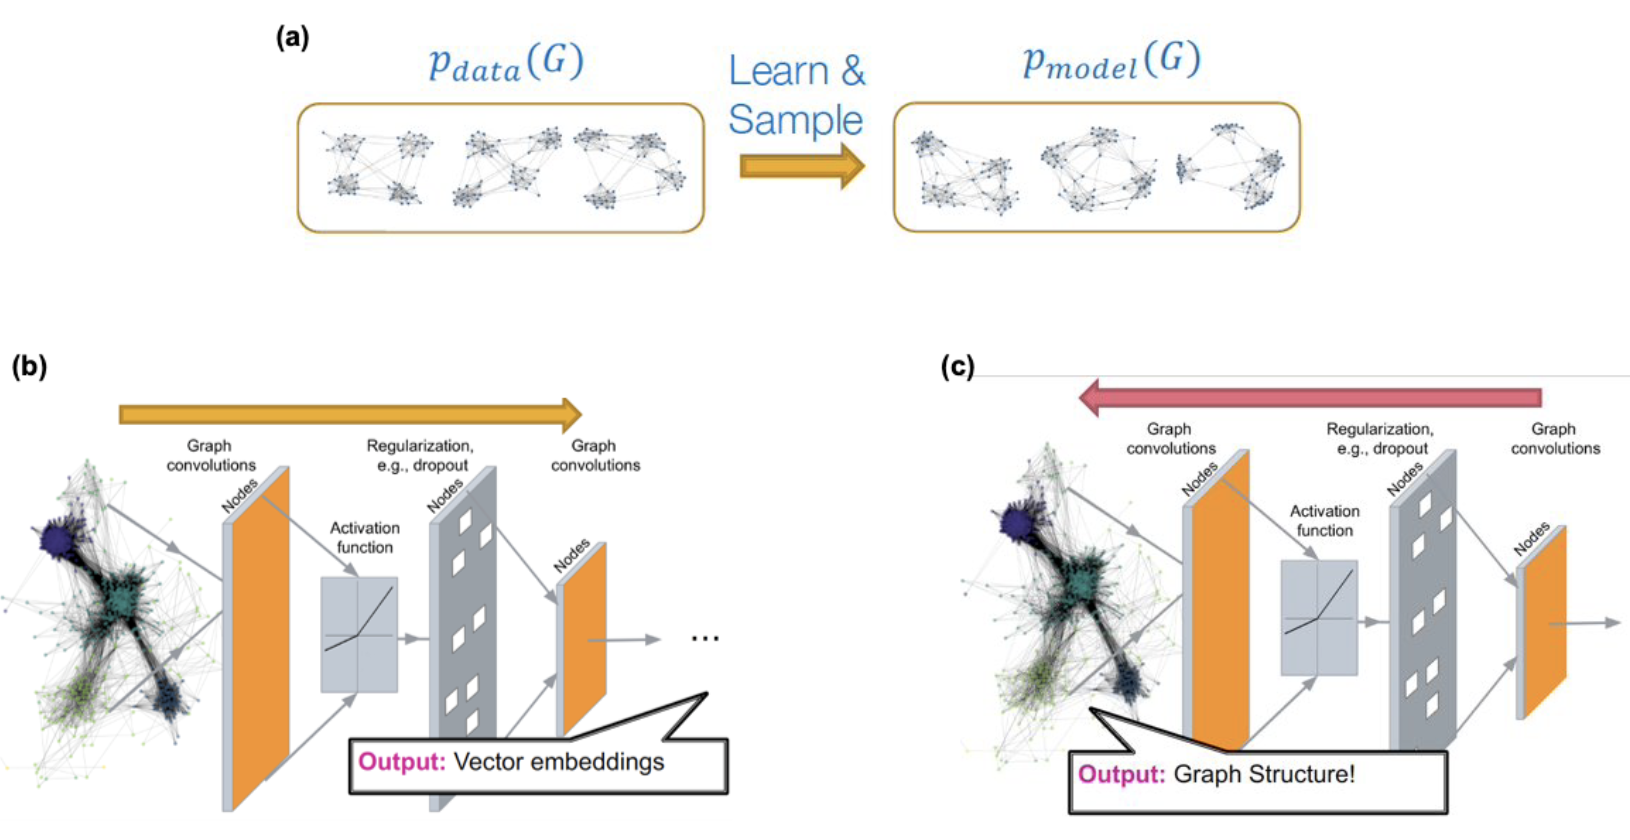 (a)
p_data(G)
Learn &
Sample
p_model(G)
(b)
Graph
convolutions
Regularization,
e.g., dropout
Graph
convolutions
Nodes
Activation
function
Nodes
Nodes
...
Output: Vector embeddings
(c)
Graph
convolutions
Regularization,
e.g., dropout
Graph
convolutions
Nodes
Activation
function
Nodes
Nodes
Output: Graph Structure!